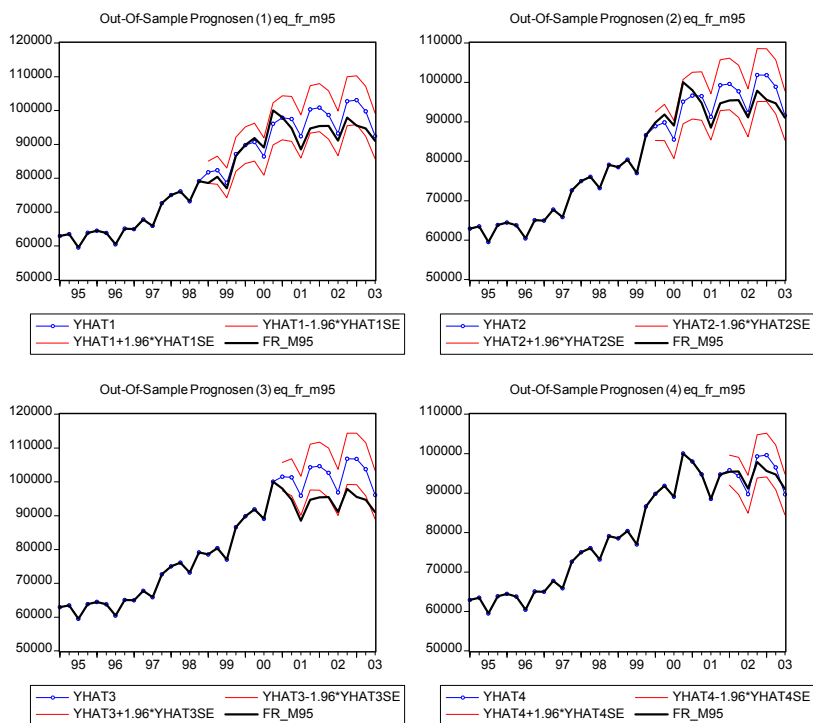 Out-Of-Sample Prognosen (1) eq_fr_m95
120000
110000
100000
90000
80000
70000
60000
50000
95 96 97 98 99 00 01 02 03
YHAT1 YHAT1-1.96*YHAT1SE
YHAT1+1.96*YHAT1SE FR_M95
Out-Of-Sample Prognosen (2) eq_fr_m95
110000
100000
90000
80000
70000
60000
50000
95 96 97 98 99 00 01 02 03
YHAT2 YHAT2-1.96*YHAT2SE
YHAT2+1.96*YHAT2SE FR_M95
Out-Of-Sample Prognosen (3) eq_fr_m95
120000
110000
100000
90000
80000
70000
60000
50000
95 96 97 98 99 00 01 02 03
YHAT3 YHAT3-1.96*YHAT3SE
YHAT3+1.96*YHAT3SE FR_M95
Out-Of-Sample Prognosen (4) eq_fr_m95
110000
100000
90000
80000
70000
60000
50000
95 96 97 98 99 00 01 02 03
YHAT4 YHAT4-1.96*YHAT4SE
YHAT4+1.96*YHAT4SE FR_M95